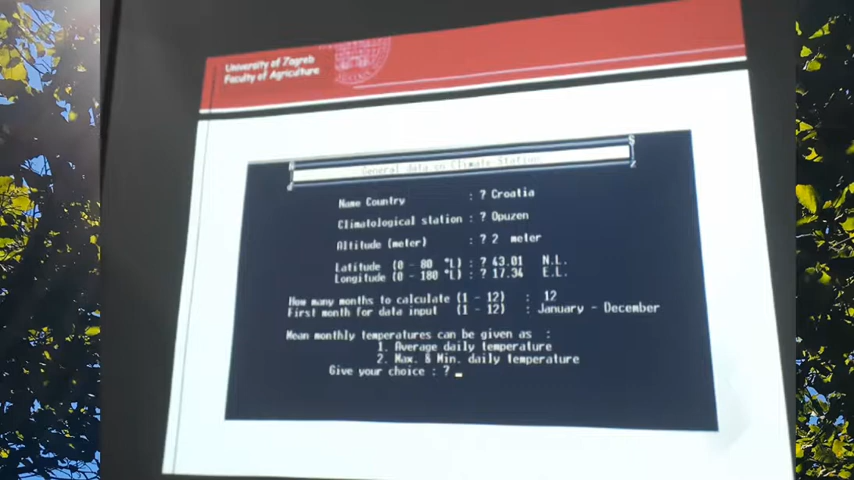 University of Zagreb
Faculty of Agriculture
General data on Climate Station
Name Country : ? Croatia
Climatological station : ? Opuzen
Altitude (meter) : ? 2 meter
Latitude (0 - 80 °L) : ? 43.01 N.L.
Longitude (0 - 180 °L) : ? 17.34 E.L.
How many months to calculate (1 - 12) : 12
First month for data input (1 - 12) : January - December
Mean monthly temperatures can be given as :
1. Average daily temperature
2. Max. & Min. daily temperature
Give your choice : ? _